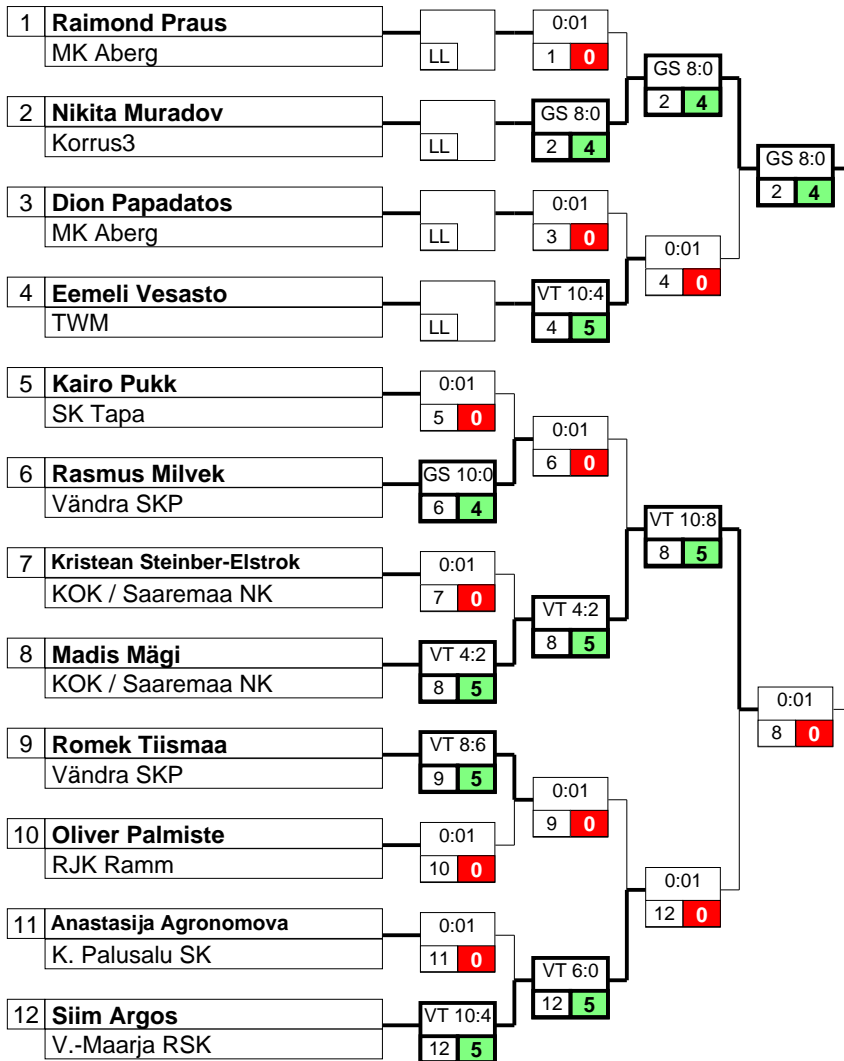 1 Raimond Praus
MK Aberg
LL
0:01
1 0
GS 8:0
2 4
2 Nikita Muradov
Korrus3
LL
GS 8:0
2 4
GS 8:0
2 4
3 Dion Papadatos
MK Aberg
LL
0:01
3 0
0:01
4 0
4 Eemeli Vesasto
TWM
LL
VT 10:4
4 5
5 Kairo Pukk
SK Tapa
0:01
5 0
0:01
6 0
6 Rasmus Milvek
Vändra SKP
GS 10:0
6 4
VT 10:8
8 5
7 Kristean Steinber-Elstrok
KOK / Saaremaa NK
0:01
7 0
VT 4:2
8 5
8 Madis Mägi
KOK / Saaremaa NK
VT 4:2
8 5
0:01
8 0
9 Romek Tiismaa
Vändra SKP
VT 8:6
9 5
0:01
9 0
10 Oliver Palmiste
RJK Ramm
0:01
10 0
0:01
12 0
11 Anastasija Agronomova
K. Palusalu SK
0:01
11 0
VT 6:0
12 5
12 Siim Argos
V.-Maarja RSK
VT 10:4
12 5